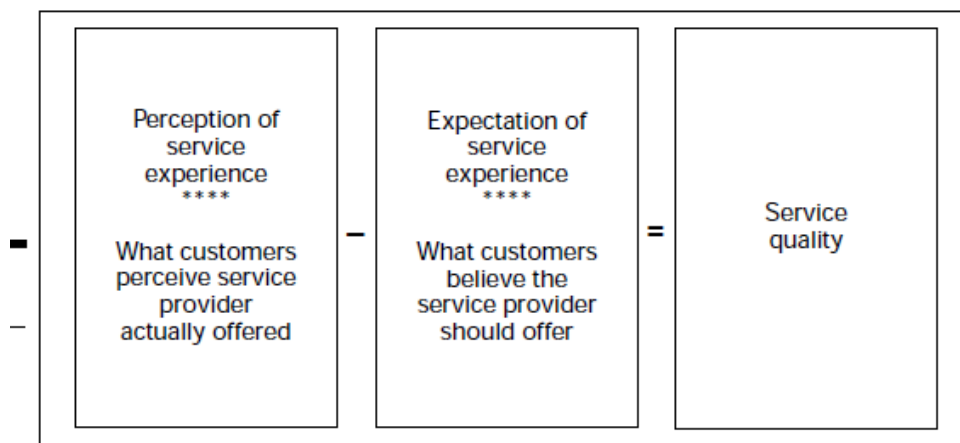 Perception of
service
experience
****
What customers
perceive service
provider
actually offered
–
Expectation of
service
experience
****
What customers
believe the
service provider
should offer
=
Service
quality